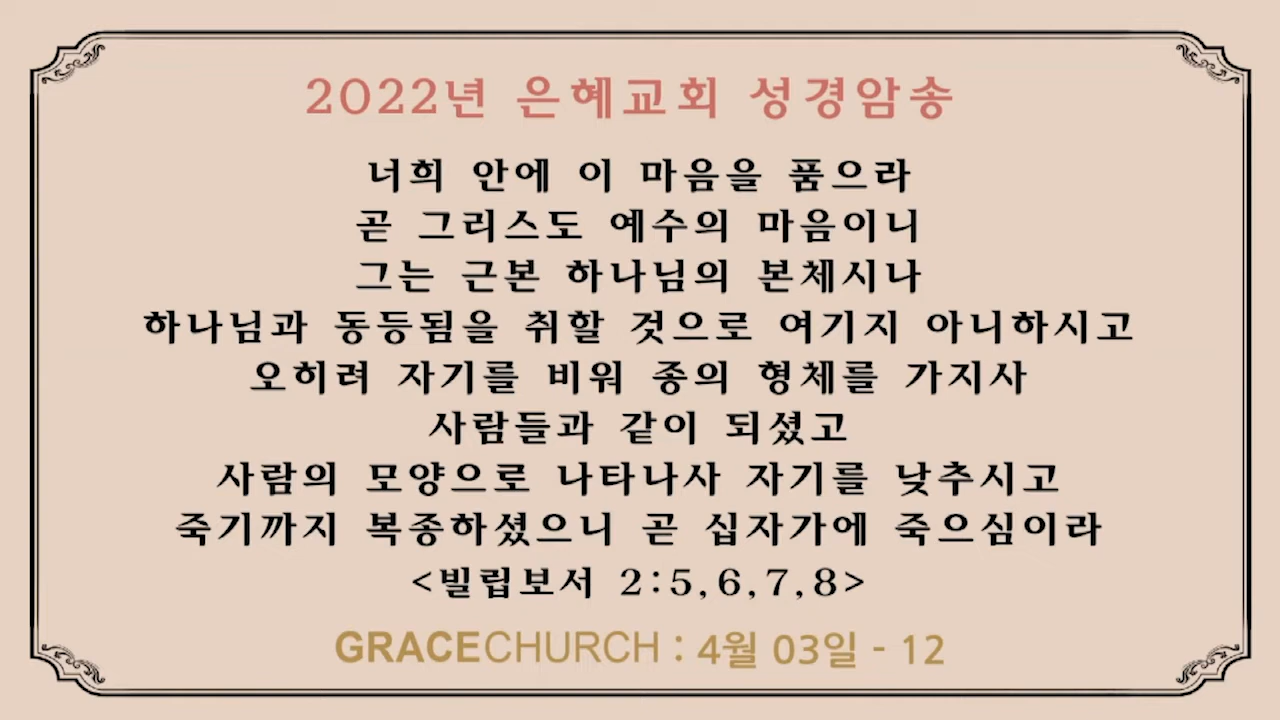 2022년 은혜교회 성경암송
너희 안에 이 마음을 품으라
곧 그리스도 예수의 마음이니
그는 근본 하나님의 본체시나
하나님과 동등됨을 취할 것으로 여기지 아니하시고
오히려 자기를 비워 종의 형체를 가지사
사람들과 같이 되셨고
사람의 모양으로 나타나사 자기를 낮추시고
죽기까지 복종하셨으니 곧 십자가에 죽으심이라
<빌립보서 2:5,6,7,8>
GRACECHURCH : 4월 03일 - 12